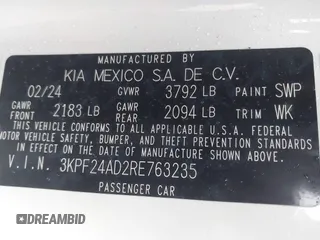 MANUFACTURED BY
KIA MEXICO S.A. DE C.V.
02/24 GVWR 3792 LB PAINT SWP
GAWR FRONT 2183 LB GAWR REAR 2094 LB TRIM WK
THIS VEHICLE CONFORMS TO ALL APPLICABLE U.S. FEDERAL
MOTOR VEHICLE SAFETY, BUMPER, AND THEFT PREVENTION
STANDARDS IN EFFECT ON THE DATE OF MANUFACTURE SHOWN ABOVE.
V.I.N. 3KPF24AD2RE763235
PASSENGER CAR
DREAMBID